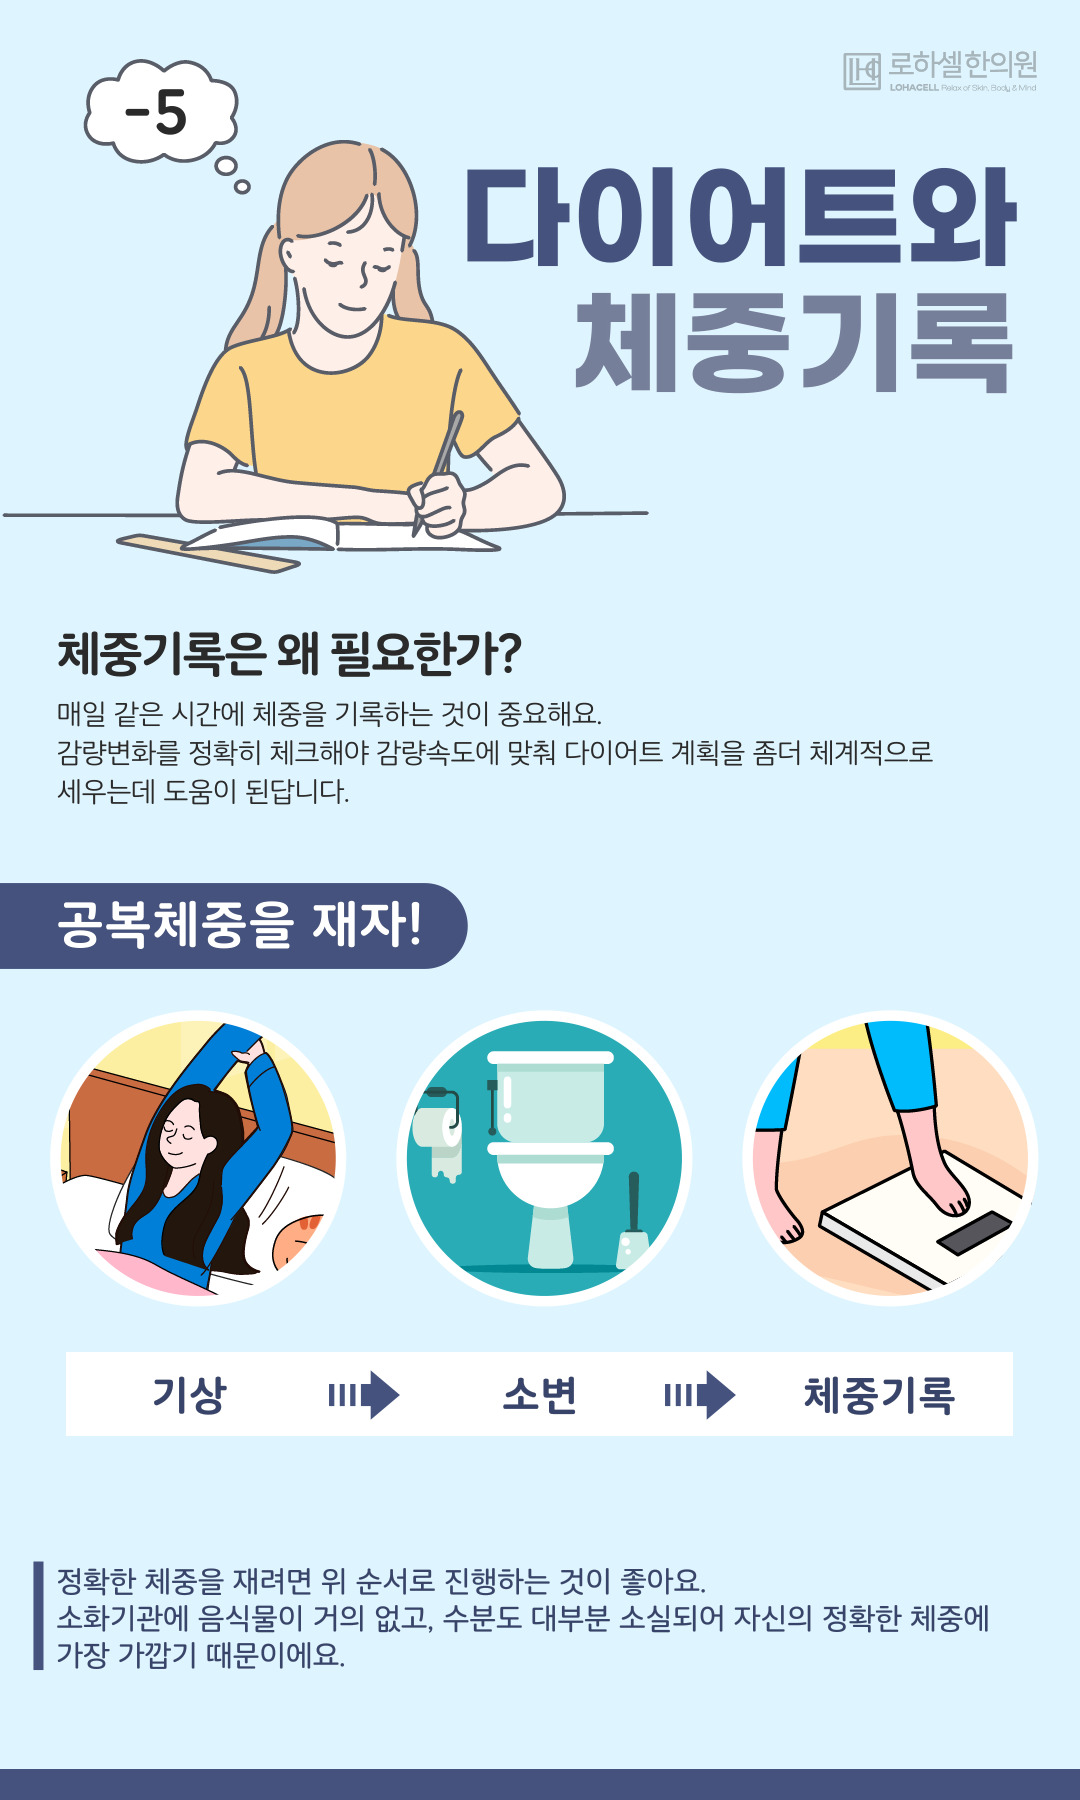 -5
로하셀한의원
LOHACELL Relax of Skin, Body & Mind
다이어트와
체중기록
체중기록은 왜 필요한가?
매일 같은 시간에 체중을 기록하는 것이 중요해요.
감량변화를 정확히 체크해야 감량속도에 맞춰 다이어트 계획을 좀더 체계적으로
세우는데 도움이 된답니다.
공복체중을 재자!
기상
소변
체중기록
정확한 체중을 재려면 위 순서로 진행하는 것이 좋아요.
소화기관에 음식물이 거의 없고, 수분도 대부분 소실되어 자신의 정확한 체중에
가장 가깝기 때문이에요.